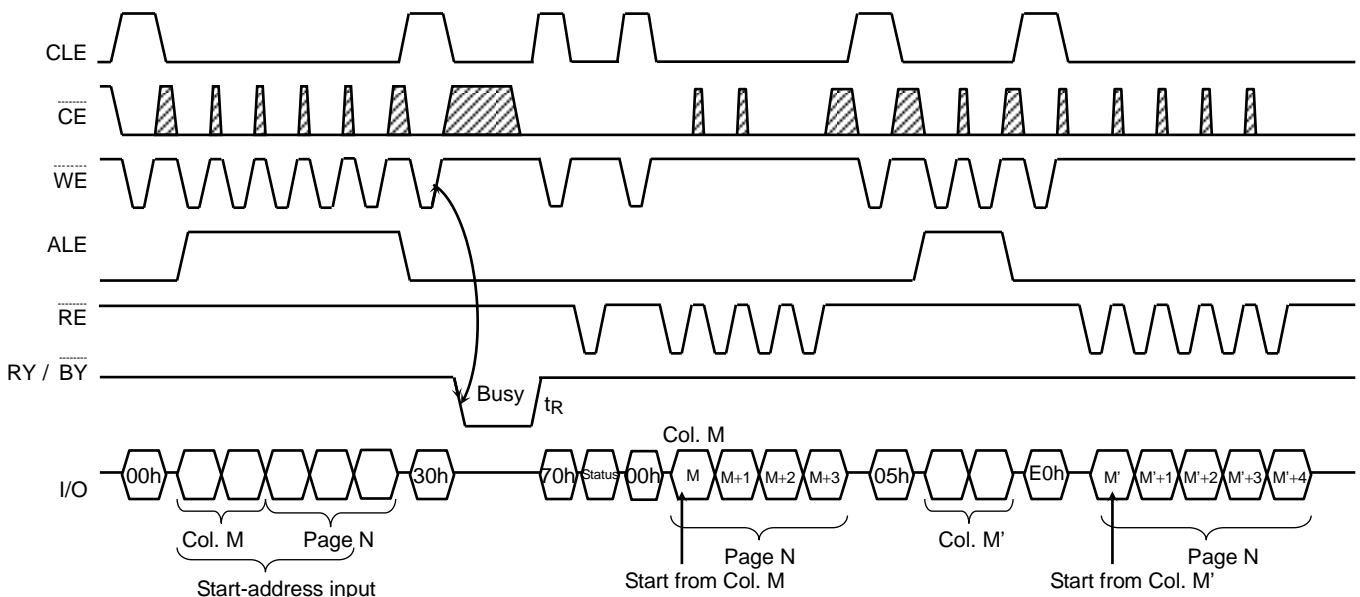 CLE
CE
WE
ALE
RE
RY / BY
Busy
tR
Col. M
I/O
00h
30h
70h
Status
00h
M
M+1
M+2
M+3
05h
E0h
M'
M'+1
M'+2
M'+3
M'+4
Col. M
Page N
Start-address input
Page N
Start from Col. M
Col. M'
Page N
Start from Col. M'